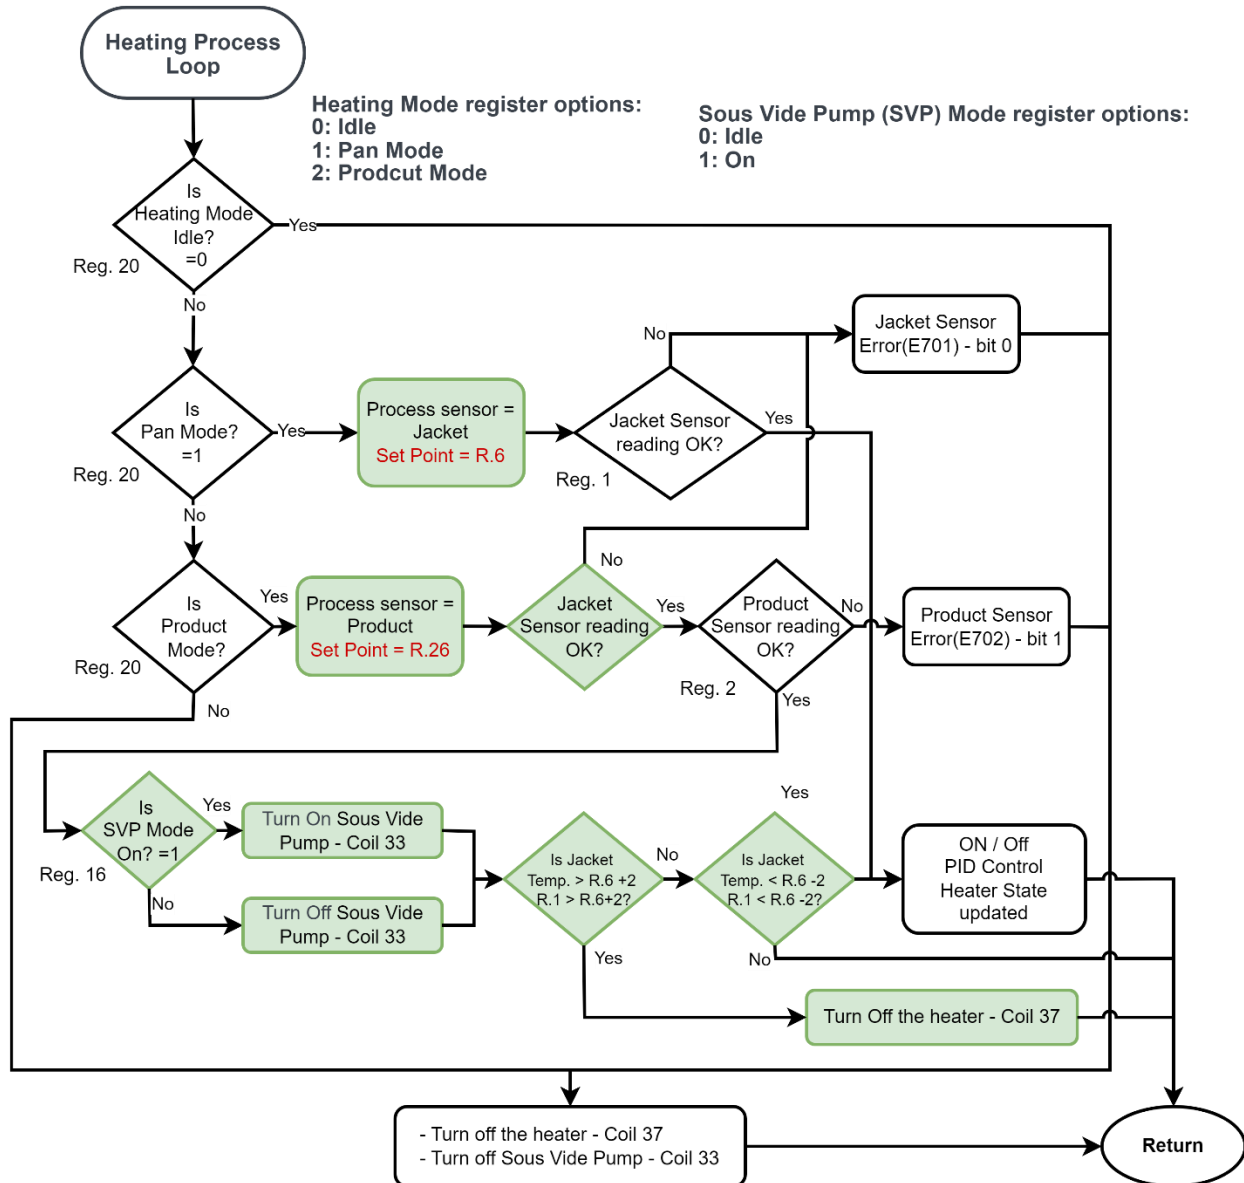 Heating Process
Loop
Heating Mode register options:
0: Idle
1: Pan Mode
2: Prodcut Mode
Sous Vide Pump (SVP) Mode register options:
0: Idle
1: On
Is
Heating Mode
Idle?
=0
Yes
Reg. 20
No
Jacket Sensor
Error(E701) - bit 0
No
Is
Pan Mode?
=1
Yes
Reg. 20
Process sensor =
Jacket
Set Point = R.6
Jacket Sensor
reading OK?
Yes
Reg. 1
No
Is
Product
Mode?
Yes
Reg. 20
No
Process sensor =
Product
Set Point = R.26
No
Jacket
Sensor reading
OK?
Yes
Product
Sensor reading
OK?
No
Reg. 2
Yes
Product Sensor
Error(E702) - bit 1
Is
SVP Mode
On? =1
Yes
Reg. 16
No
Turn On Sous Vide
Pump - Coil 33
Turn Off Sous Vide
Pump - Coil 33
Is Jacket
Temp. > R.6 +2
R.1 > R.6+2?
No
Yes
Is Jacket
Temp. < R.6 -2
R.1 < R.6 -2?
Yes
No
ON / Off
PID Control
Heater State
updated
Turn Off the heater - Coil 37
- Turn off the heater - Coil 37
- Turn off Sous Vide Pump - Coil 33
Return